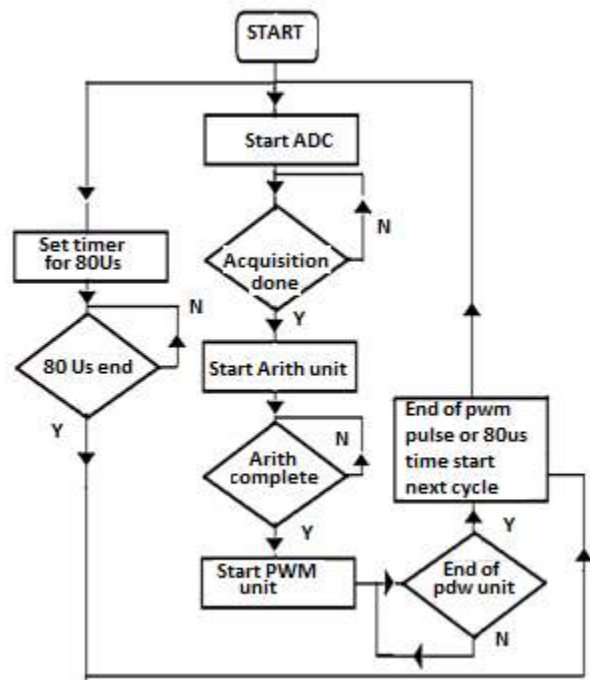 START
Start ADC
N
Acquisition
done
Y
Set timer
for 80Us
N
80 Us end
Y
Start Arith unit
N
Arith
complete
Y
Start PWM
unit
End of pwm
pulse or 80us
time start
next cycle
Y
End of
pdw unit
N